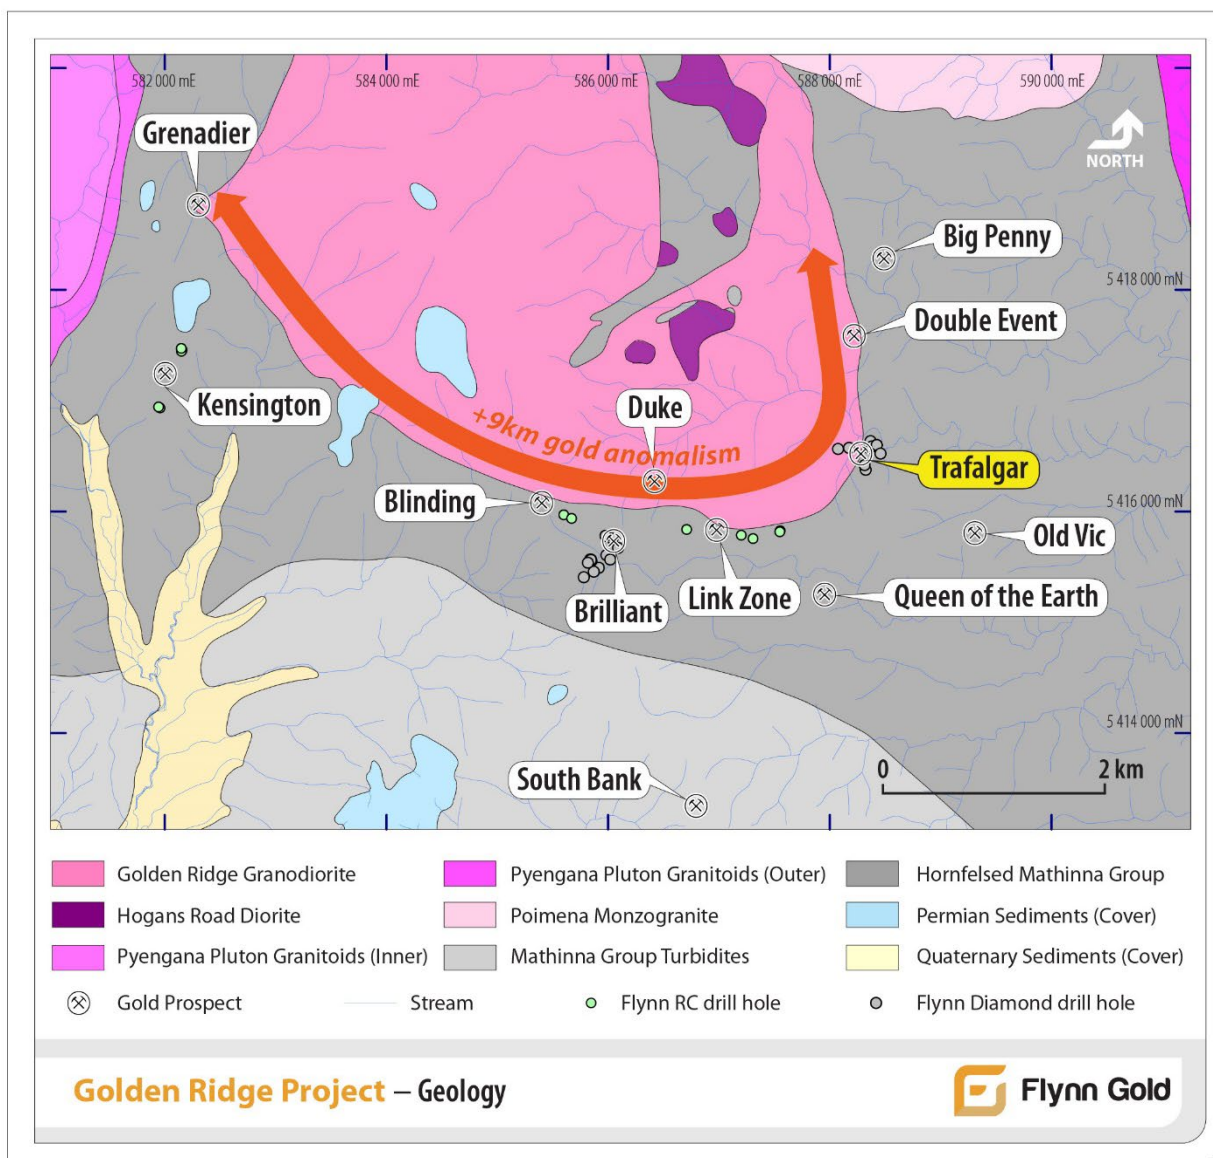 582 000 mE
584 000 mE
586 000 mE
588 000 mE
590 000 mE
Grenadier
NORTH
Big Penny
5 418 000 mN
Double Event
Kensington
Duke
+9km gold anomalism
Trafalgar
Blinding
5 416 000 mN
Old Vic
Link Zone
Queen of the Earth
Brilliant
5 414 000 mN
South Bank
0
2 km
Golden Ridge Granodiorite
Pyengana Pluton Granitoids (Outer)
Hornfelsed Mathinna Group
Hogans Road Diorite
Poimena Monzogranite
Permian Sediments (Cover)
Pyengana Pluton Granitoids (Inner)
Mathinna Group Turbidites
Quaternary Sediments (Cover)
Gold Prospect
Stream
Flynn RC drill hole
Flynn Diamond drill hole
Golden Ridge Project – Geology
Flynn Gold